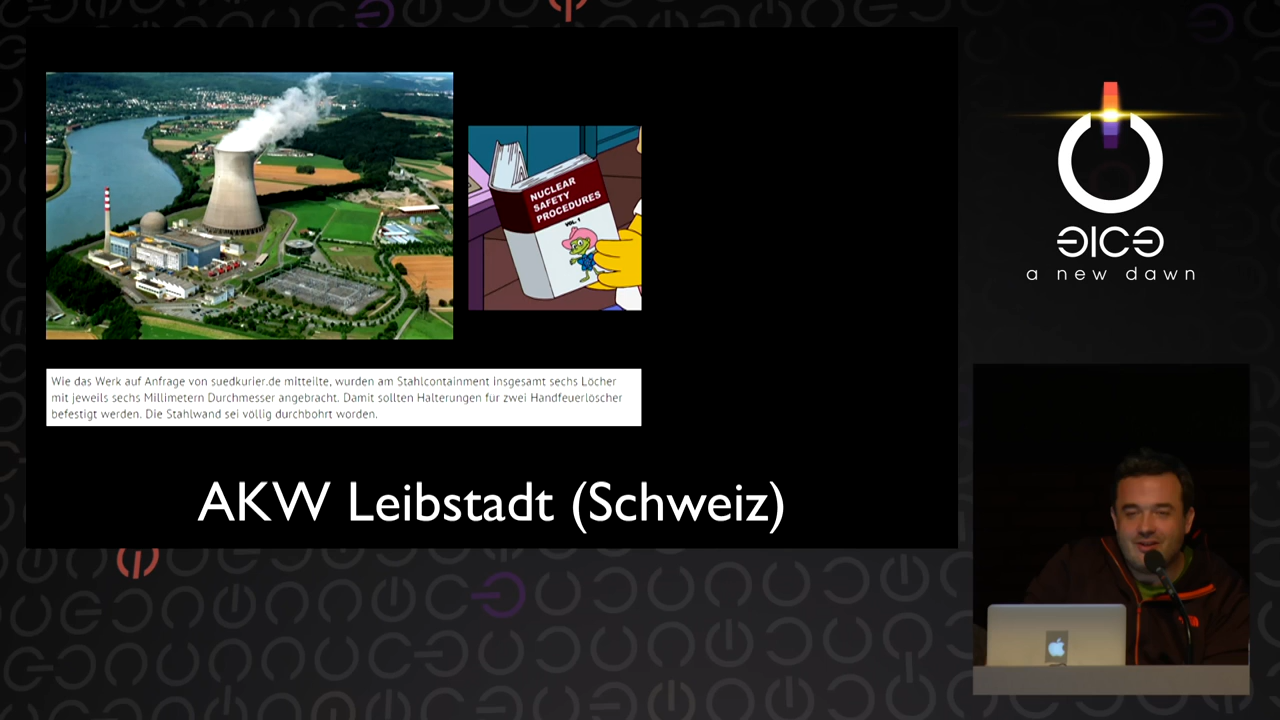 NUCLEAR
SAFETY
PROCEDURES
VOL. 1
Wie das Werk auf Anfrage von suedkurier.de mitteilte, wurden am Stahlcontainment insgesamt sechs Löcher
mit jeweils sechs Millimetern Durchmesser angebracht. Damit sollten Halterungen für zwei Handfeuerlöscher
befestigt werden. Die Stahlwand sei völlig durchbohrt worden.
AKW Leibstadt (Schweiz)
a new dawn